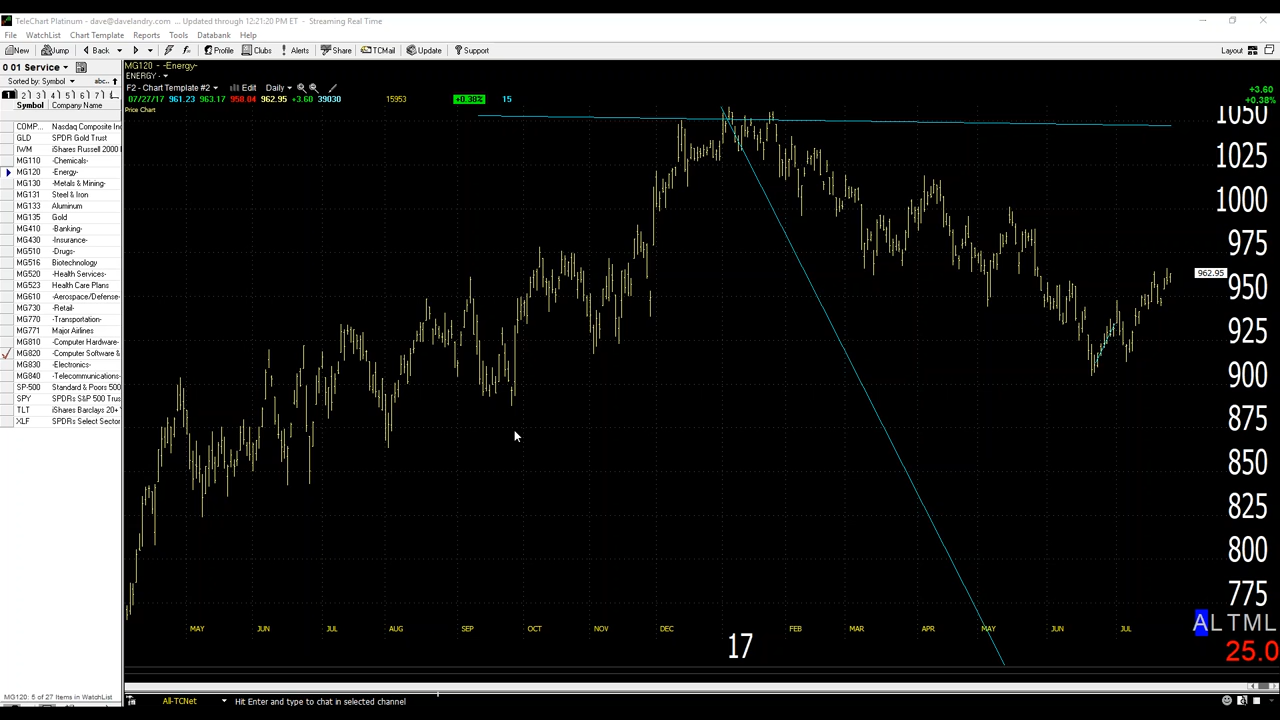 TeleChart Platinum - dave@davelandry.com ... Updated through 12:21:20 PM ET - Streaming Real Time
File WatchList Chart Template Reports Tools Databank Help
New Jump Back Profile Clubs Alerts Share TCMail Update Support Layout
0 01 Service
Sorted by: Symbol abc..
1 2 3 4 5 6 7
Symbol Company Name
COMP... Nasdaq Composite In
GLD SPDR Gold Trust
IWM iShares Russell 2000
MG110 -Chemicals-
MG120 -Energy-
MG130 -Metals & Mining-
MG131 Steel & Iron
MG133 Aluminum
MG135 Gold
MG410 -Banking-
MG430 -Insurance-
MG510 -Drugs-
MG516 Biotechnology
MG520 -Health Services-
MG523 Health Care Plans
MG610 -Aerospace/Defense-
MG730 -Retail-
MG770 -Transportation-
MG771 Major Airlines
MG810 -Computer Hardware-
MG820 -Computer Software &
MG830 -Electronics-
MG840 -Telecommunications-
SP-500 Standard & Poors 500
SPY SPDRs S&P 500 Trus
TLT iShares Barclays 20+
XLF SPDRs Select Sector
MG120: 5 of 27 Items in WatchList
MG120 - -Energy-
ENERGY -
F2 - Chart Template #2 Edit Daily
07/27/17 961.23 963.17 958.04 962.95 +3.60 39030 15953 +0.38% 15
Price Chart
+3.60
+0.38%
1050
1025
1000
975
962.95
950
925
900
875
850
825
800
775
MAY JUN JUL AUG SEP OCT NOV DEC FEB MAR APR MAY JUN JUL
17
ALTML
25.0
All-TCNet Hit Enter and type to chat in selected channel